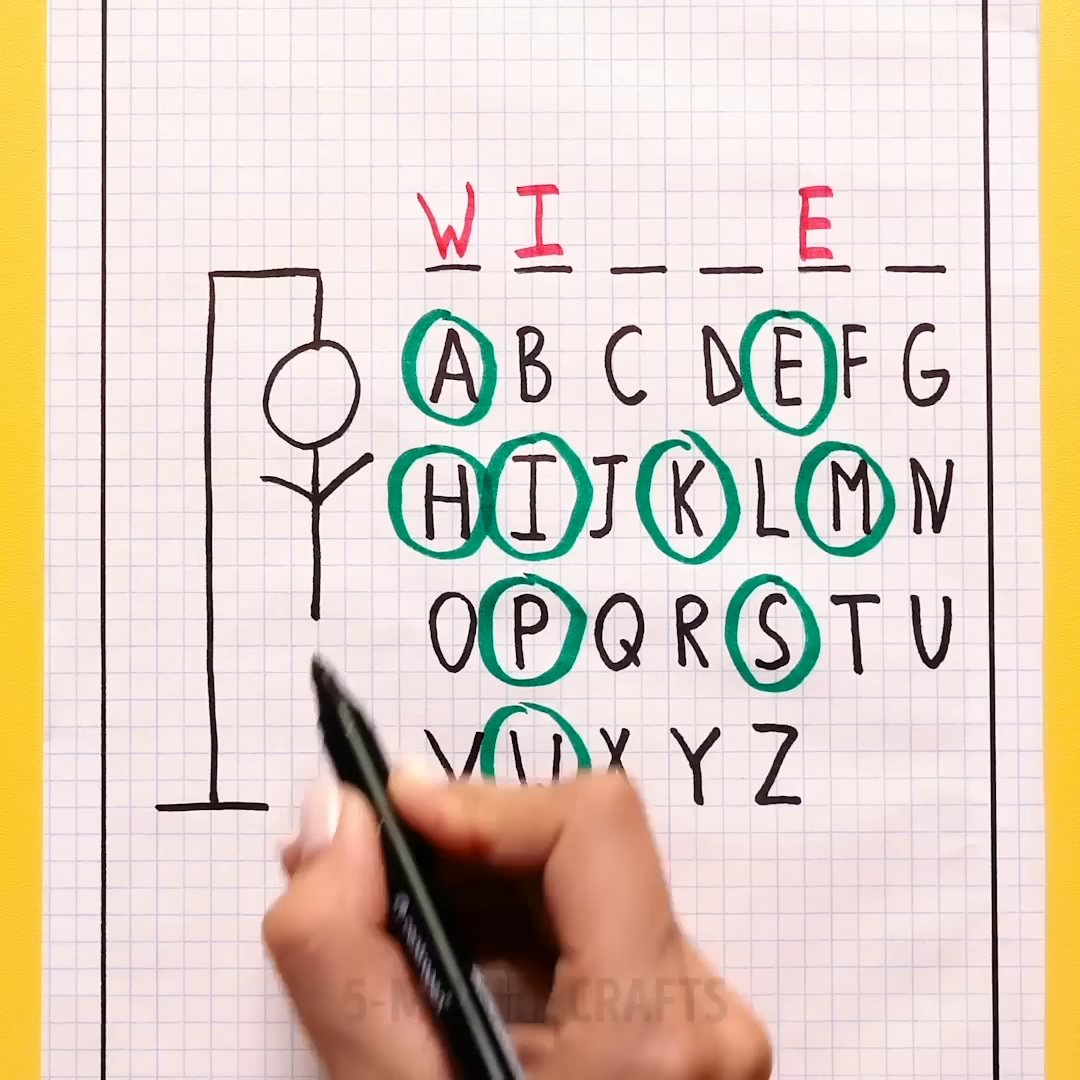 W I _ _ E _
A B C D E F G
H I J K L M N
O P Q R S T U
V W X Y Z